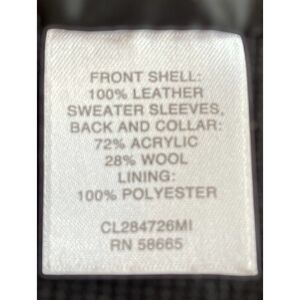 FRONT SHELL:
100% LEATHER
SWEATER SLEEVES,
BACK AND COLLAR:
72% ACRYLIC
28% WOOL
LINING:
100% POLYESTER
CL284726MI
RN 58665